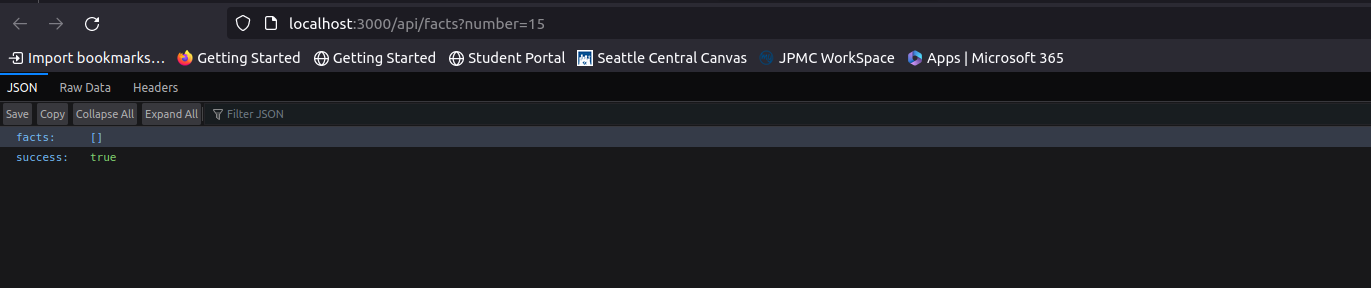 localhost:3000/api/facts?number=15
Import bookmarks… Getting Started Getting Started Student Portal Seattle Central Canvas JPMC WorkSpace Apps | Microsoft 365
JSON Raw Data Headers
Save Copy Collapse All Expand All Filter JSON
facts: []
success: true